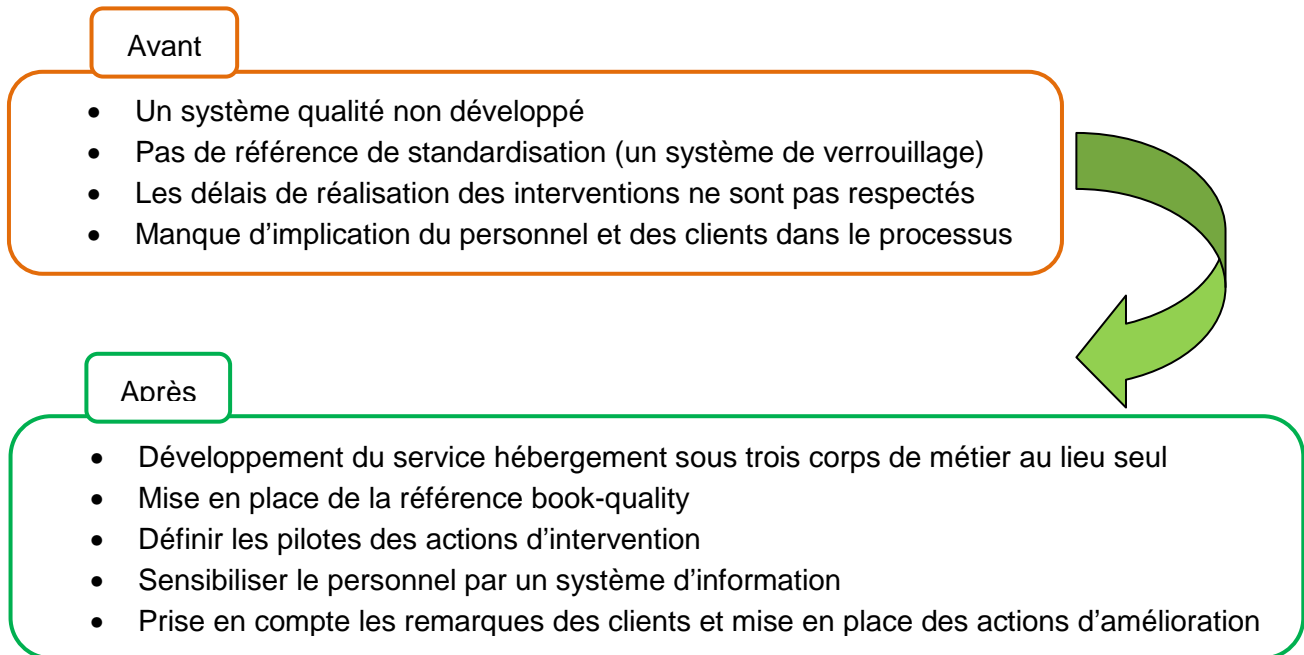 Avant
• Un système qualité non développé
• Pas de référence de standardisation (un système de verrouillage)
• Les délais de réalisation des interventions ne sont pas respectés
• Manque d’implication du personnel et des clients dans le processus
Après
• Développement du service hébergement sous trois corps de métier au lieu seul
• Mise en place de la référence book-quality
• Définir les pilotes des actions d’intervention
• Sensibiliser le personnel par un système d’information
• Prise en compte les remarques des clients et mise en place des actions d’amélioration